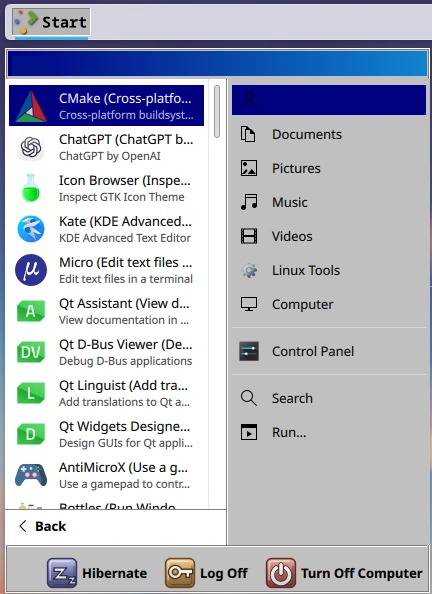 Start
CMake (Cross-platfo...
Cross-platform buildsyst...
ChatGPT (ChatGPT b...
ChatGPT by OpenAI
Icon Browser (Inspe...
Inspect GTK Icon Theme
Kate (KDE Advanced...
KDE Advanced Text Editor
Micro (Edit text files ...
Edit text files in a terminal
Qt Assistant (View d...
View documentation in ...
Qt D-Bus Viewer (De...
Debug D-Bus applications
Qt Linguist (Add tra...
Add translations to Qt a...
Qt Widgets Designe...
Design GUIs for Qt appli...
AntiMicroX (Use a g...
Use a gamepad to contr...
Bottles (Run Windo...
Back
Documents
Pictures
Music
Videos
Linux Tools
Computer
Control Panel
Search
Run...
Hibernate
Log Off
Turn Off Computer